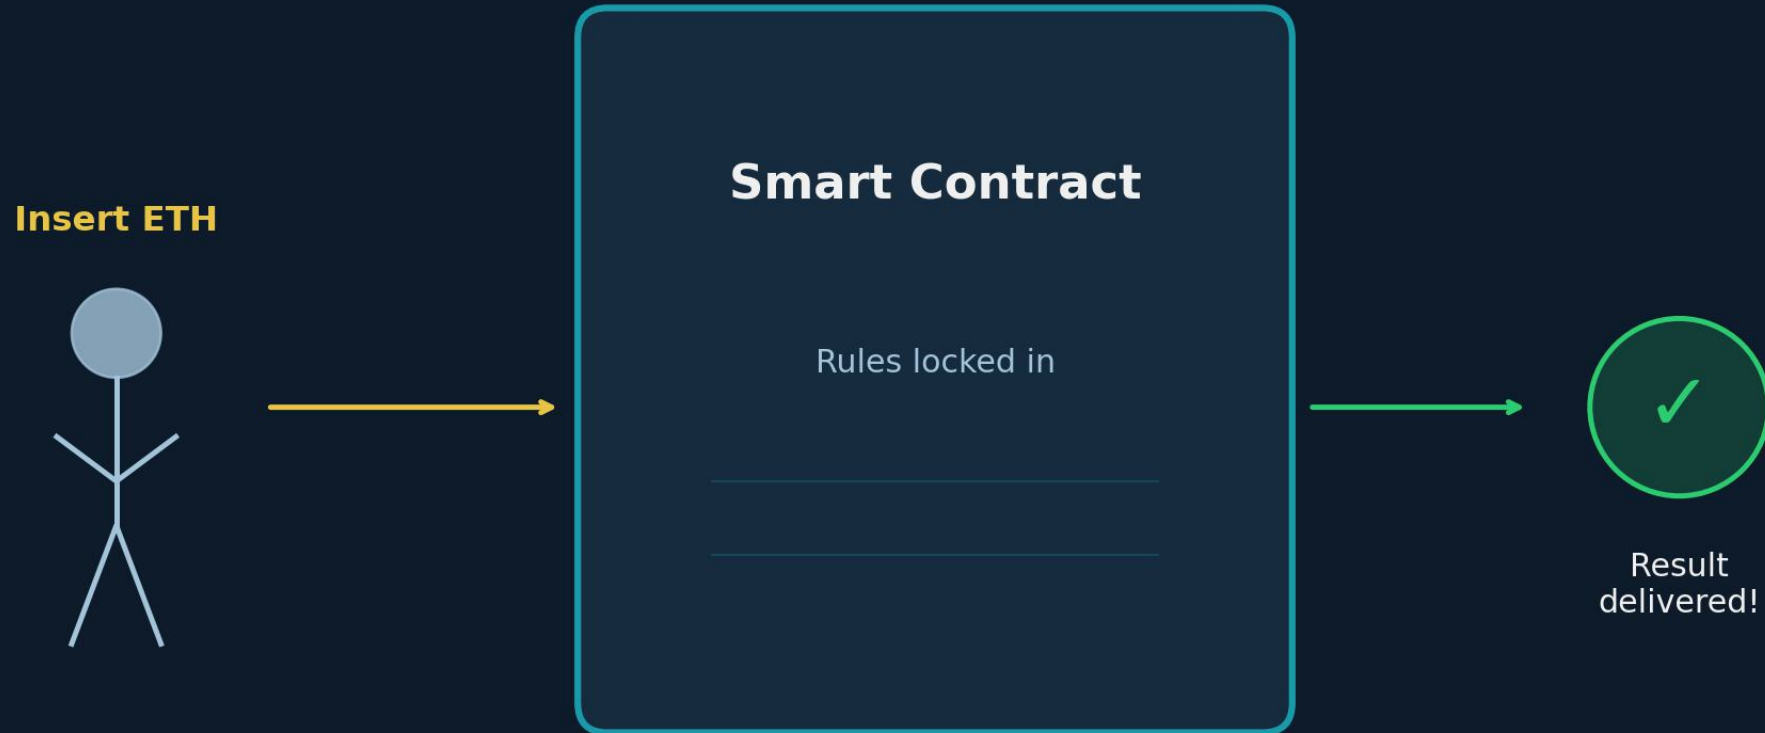 Insert ETH
Smart Contract
Rules locked in
✓
Result
delivered!